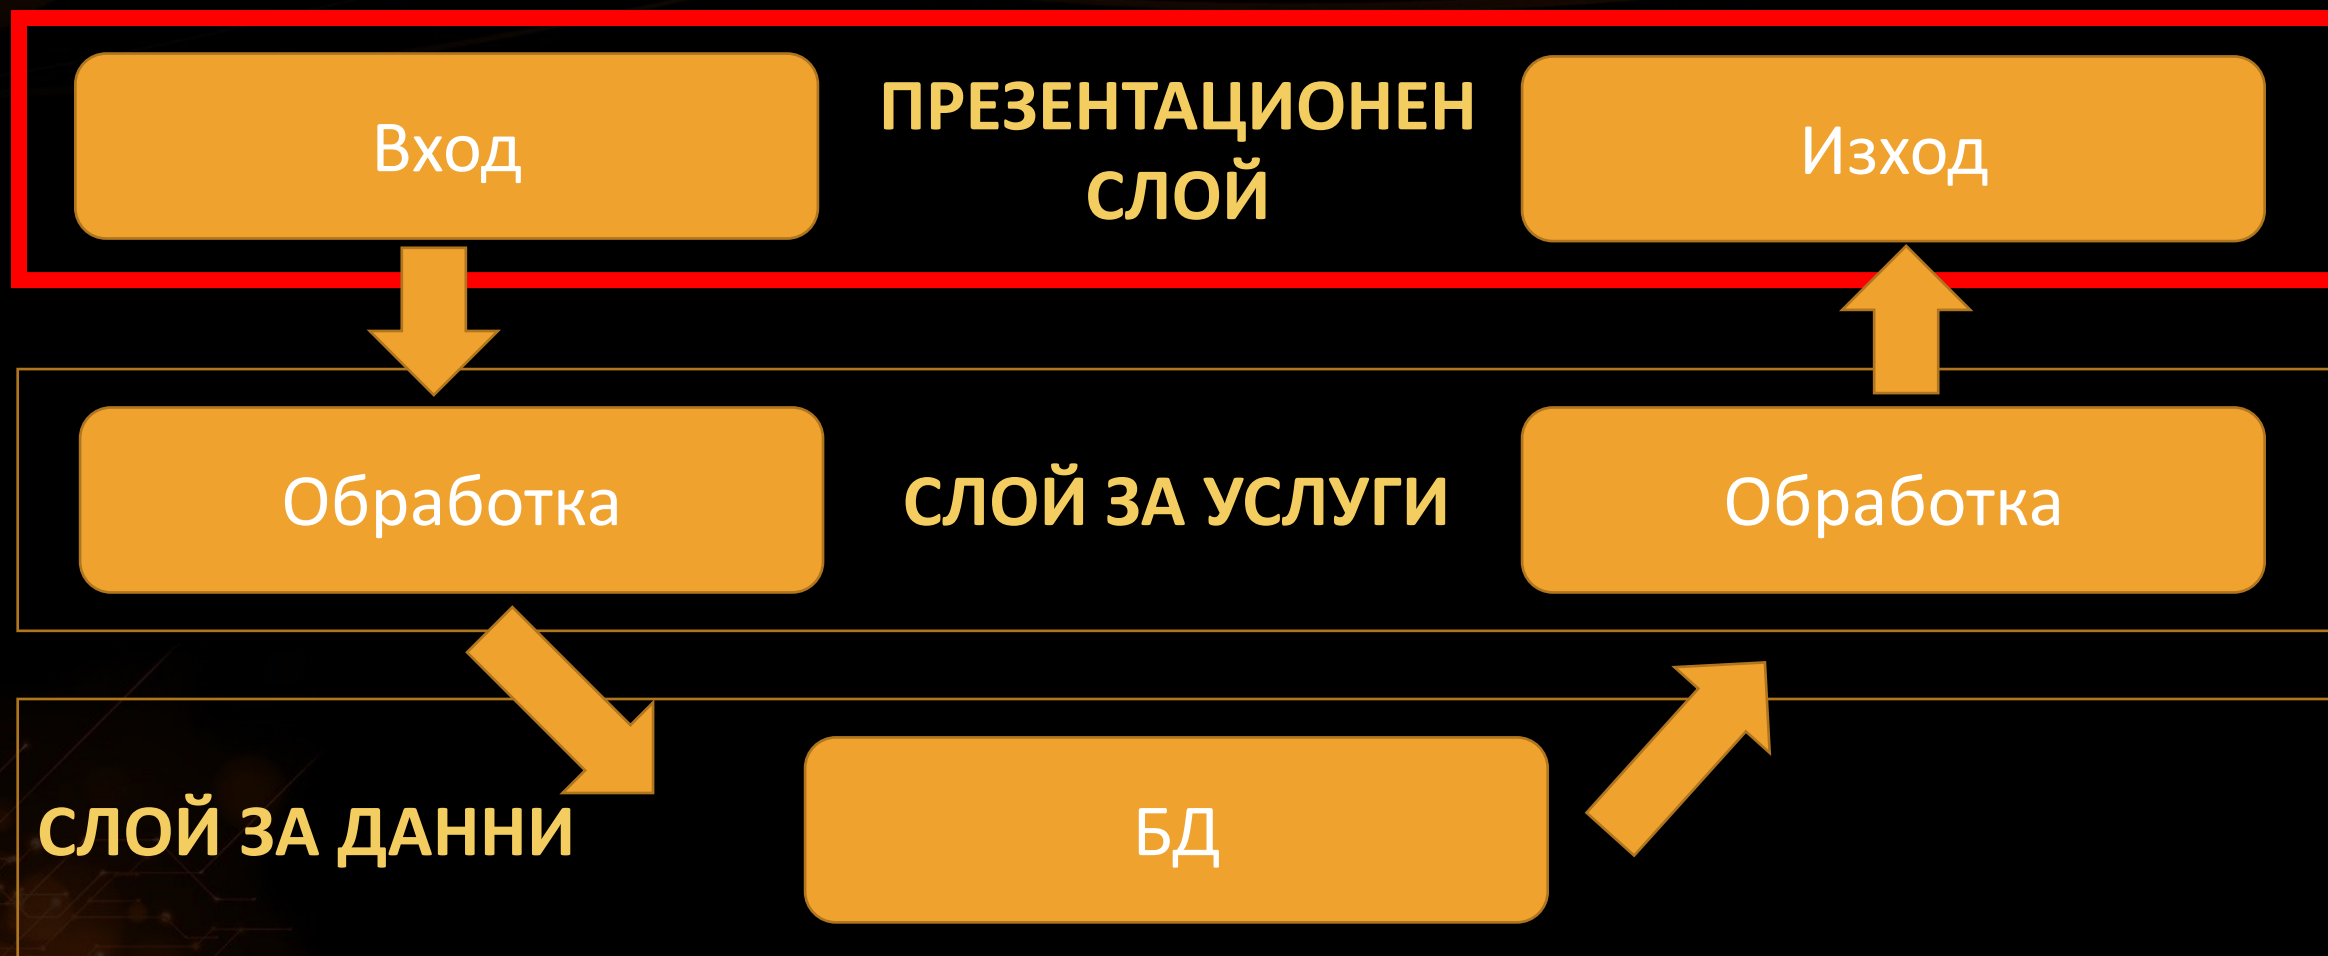 Вход
ПРЕЗЕНТАЦИОНЕН
СЛОЙ
Изход
Обработка
СЛОЙ ЗА УСЛУГИ
Обработка
СЛОЙ ЗА ДАННИ
БД